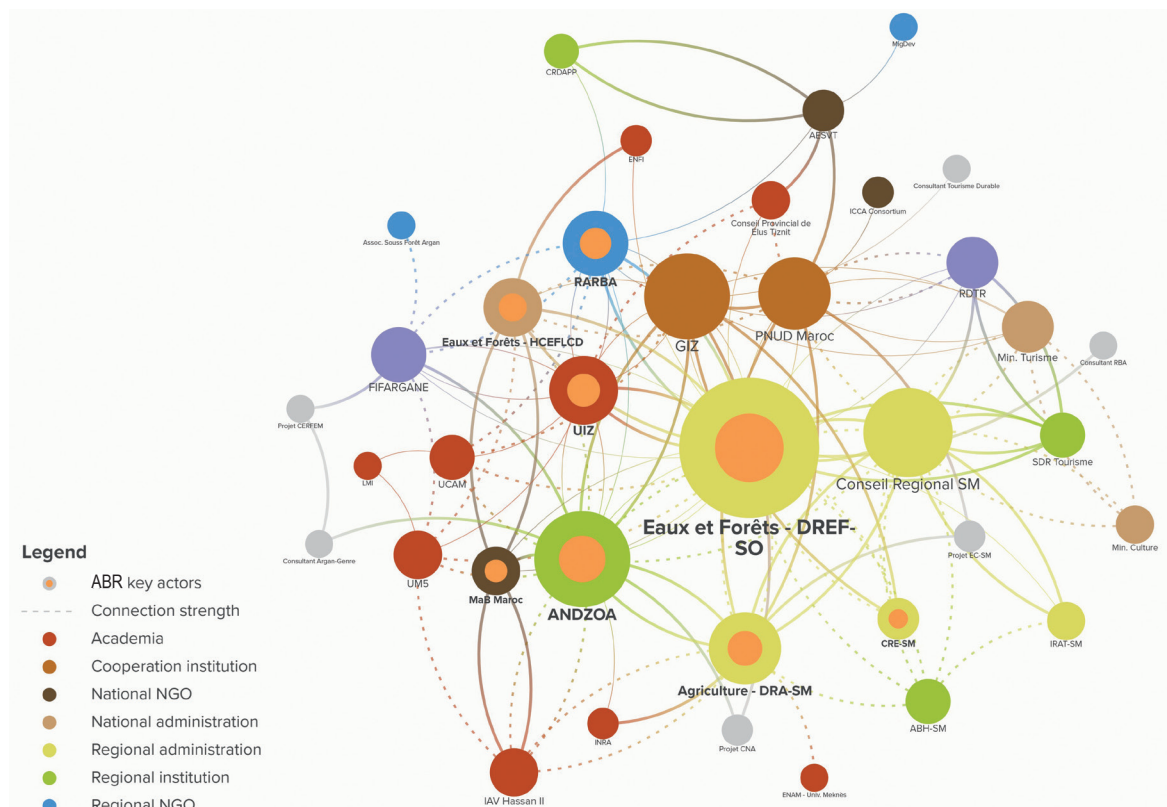 MigDev
CRDAPP
AESVT
ENFI
Consultant Tourisme Durable
Conseil Provincial de
Elus Tiznit
ICCA Consortium
Assoc. Souss Forêt Argan
RARBA
RDTR
Eaux et Forêts - HCEFLCD
GIZ
PNUD Maroc
Min. Turisme
Consultant RBA
FIFARGANE
UIZ
Projet CERFEM
SDR Tourisme
LMI
UCAM
Conseil Regional SM
Eaux et Forêts - DREF-
SO
Min. Culture
Projet EC-SM
Consultant Argan-Genre
UM5
MaB Maroc
ANDZOA
CRE-SM
IRAT-SM
Agriculture - DRA-SM
ABH-SM
INRA
Projet CNA
ENAM - Univ. Meknès
IAV Hassan II
Legend
ABR key actors
Connection strength
Academia
Cooperation institution
National NGO
National administration
Regional administration
Regional institution
Regional NGO